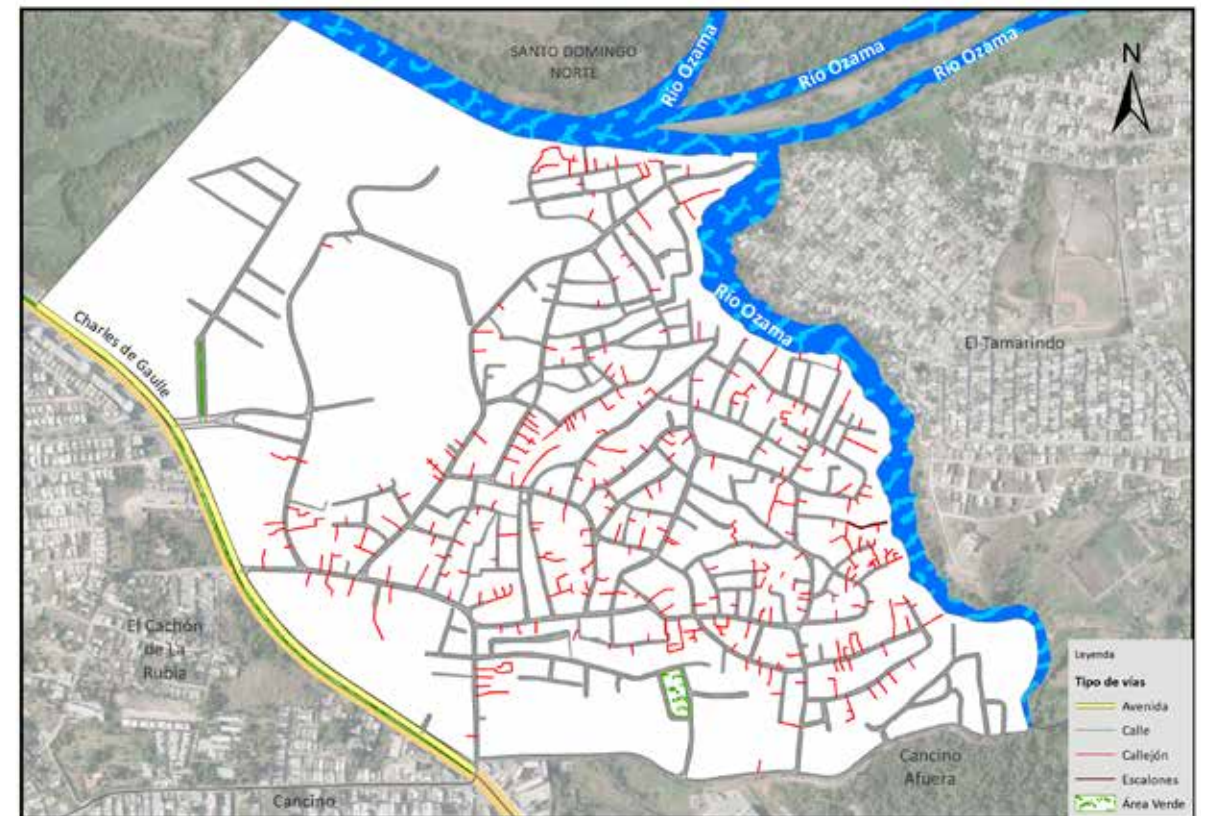 SANTO DOMINGO
NORTE
Río Ozama
Río Ozama
Río Ozama
N
Río Ozama
El Tamarindo
Charles de Gaulle
El Cachón
de La
Rubia
Cancino
Cancino
Afuera
Leyenda
Tipo de vías
Avenida
Calle
Callejón
Escalones
Área Verde